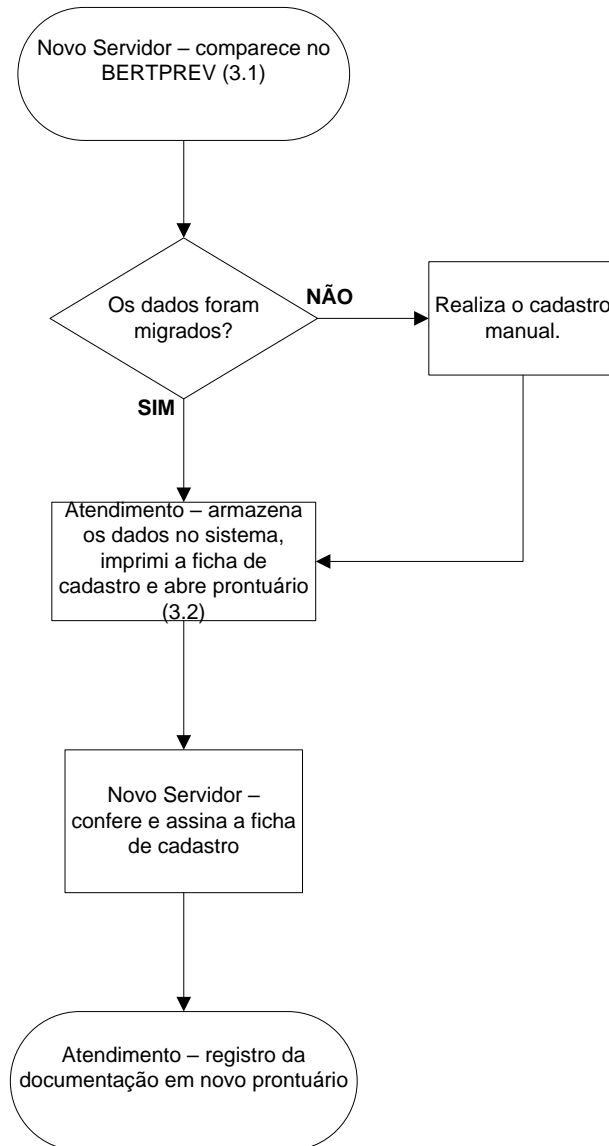 Novo Servidor – comparece no
BERTPREV (3.1)
Os dados foram
migrados?
NÃO
Realiza o cadastro
manual.
SIM
Atendimento – armazena
os dados no sistema,
imprimi a ficha de
cadastro e abre prontuário
(3.2)
Novo Servidor –
confere e assina a ficha
de cadastro
Atendimento – registro da
documentação em novo prontuário